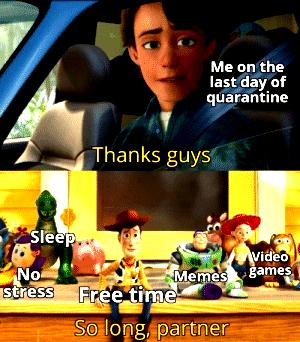 Me on the
last day of
quarantine
Thanks guys
Sleep
No
stress
Free time
Memes
Video
games
So long, partner